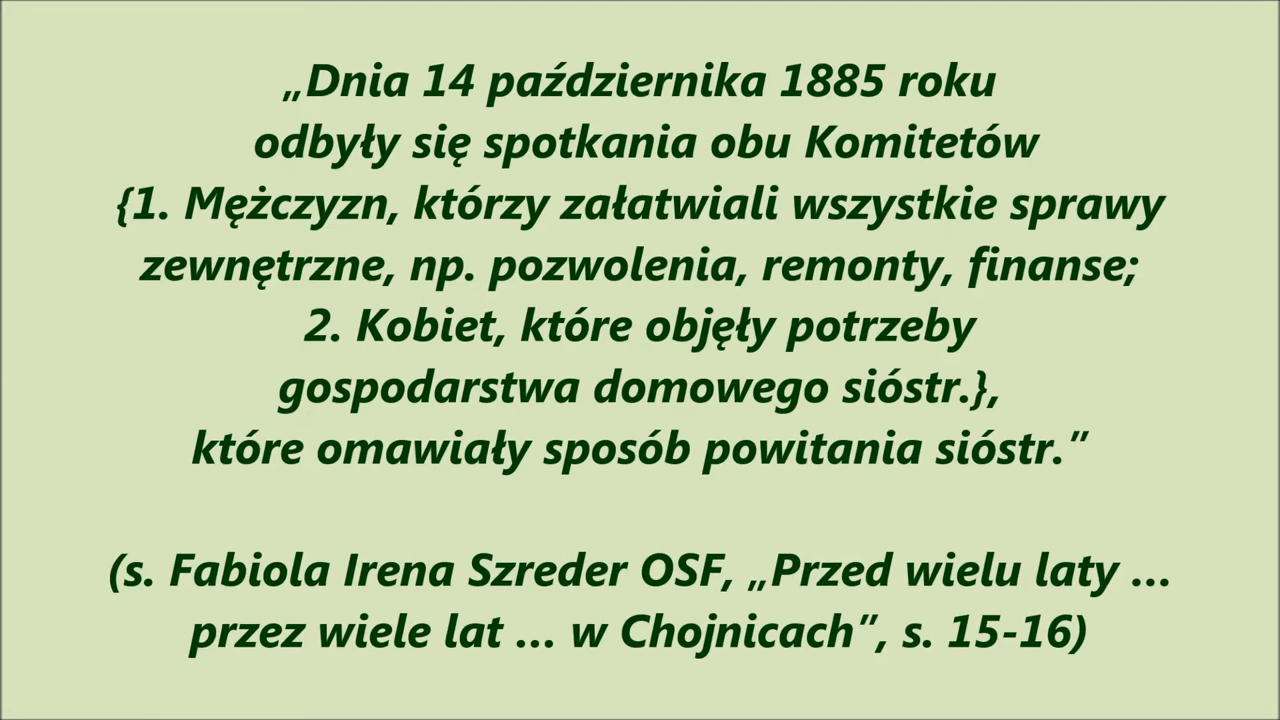 „Dnia 14 października 1885 roku
odbyły się spotkania obu Komitetów
{1. Mężczyzn, którzy załatwiali wszystkie sprawy
zewnętrzne, np. pozwolenia, remonty, finanse;
2. Kobiet, które objęły potrzeby
gospodarstwa domowego sióstr.},
które omawiały sposób powitania sióstr.”
(s. Fabiola Irena Szreder OSF, „Przed wielu laty ...
przez wiele lat ... w Chojnicach”, s. 15-16)